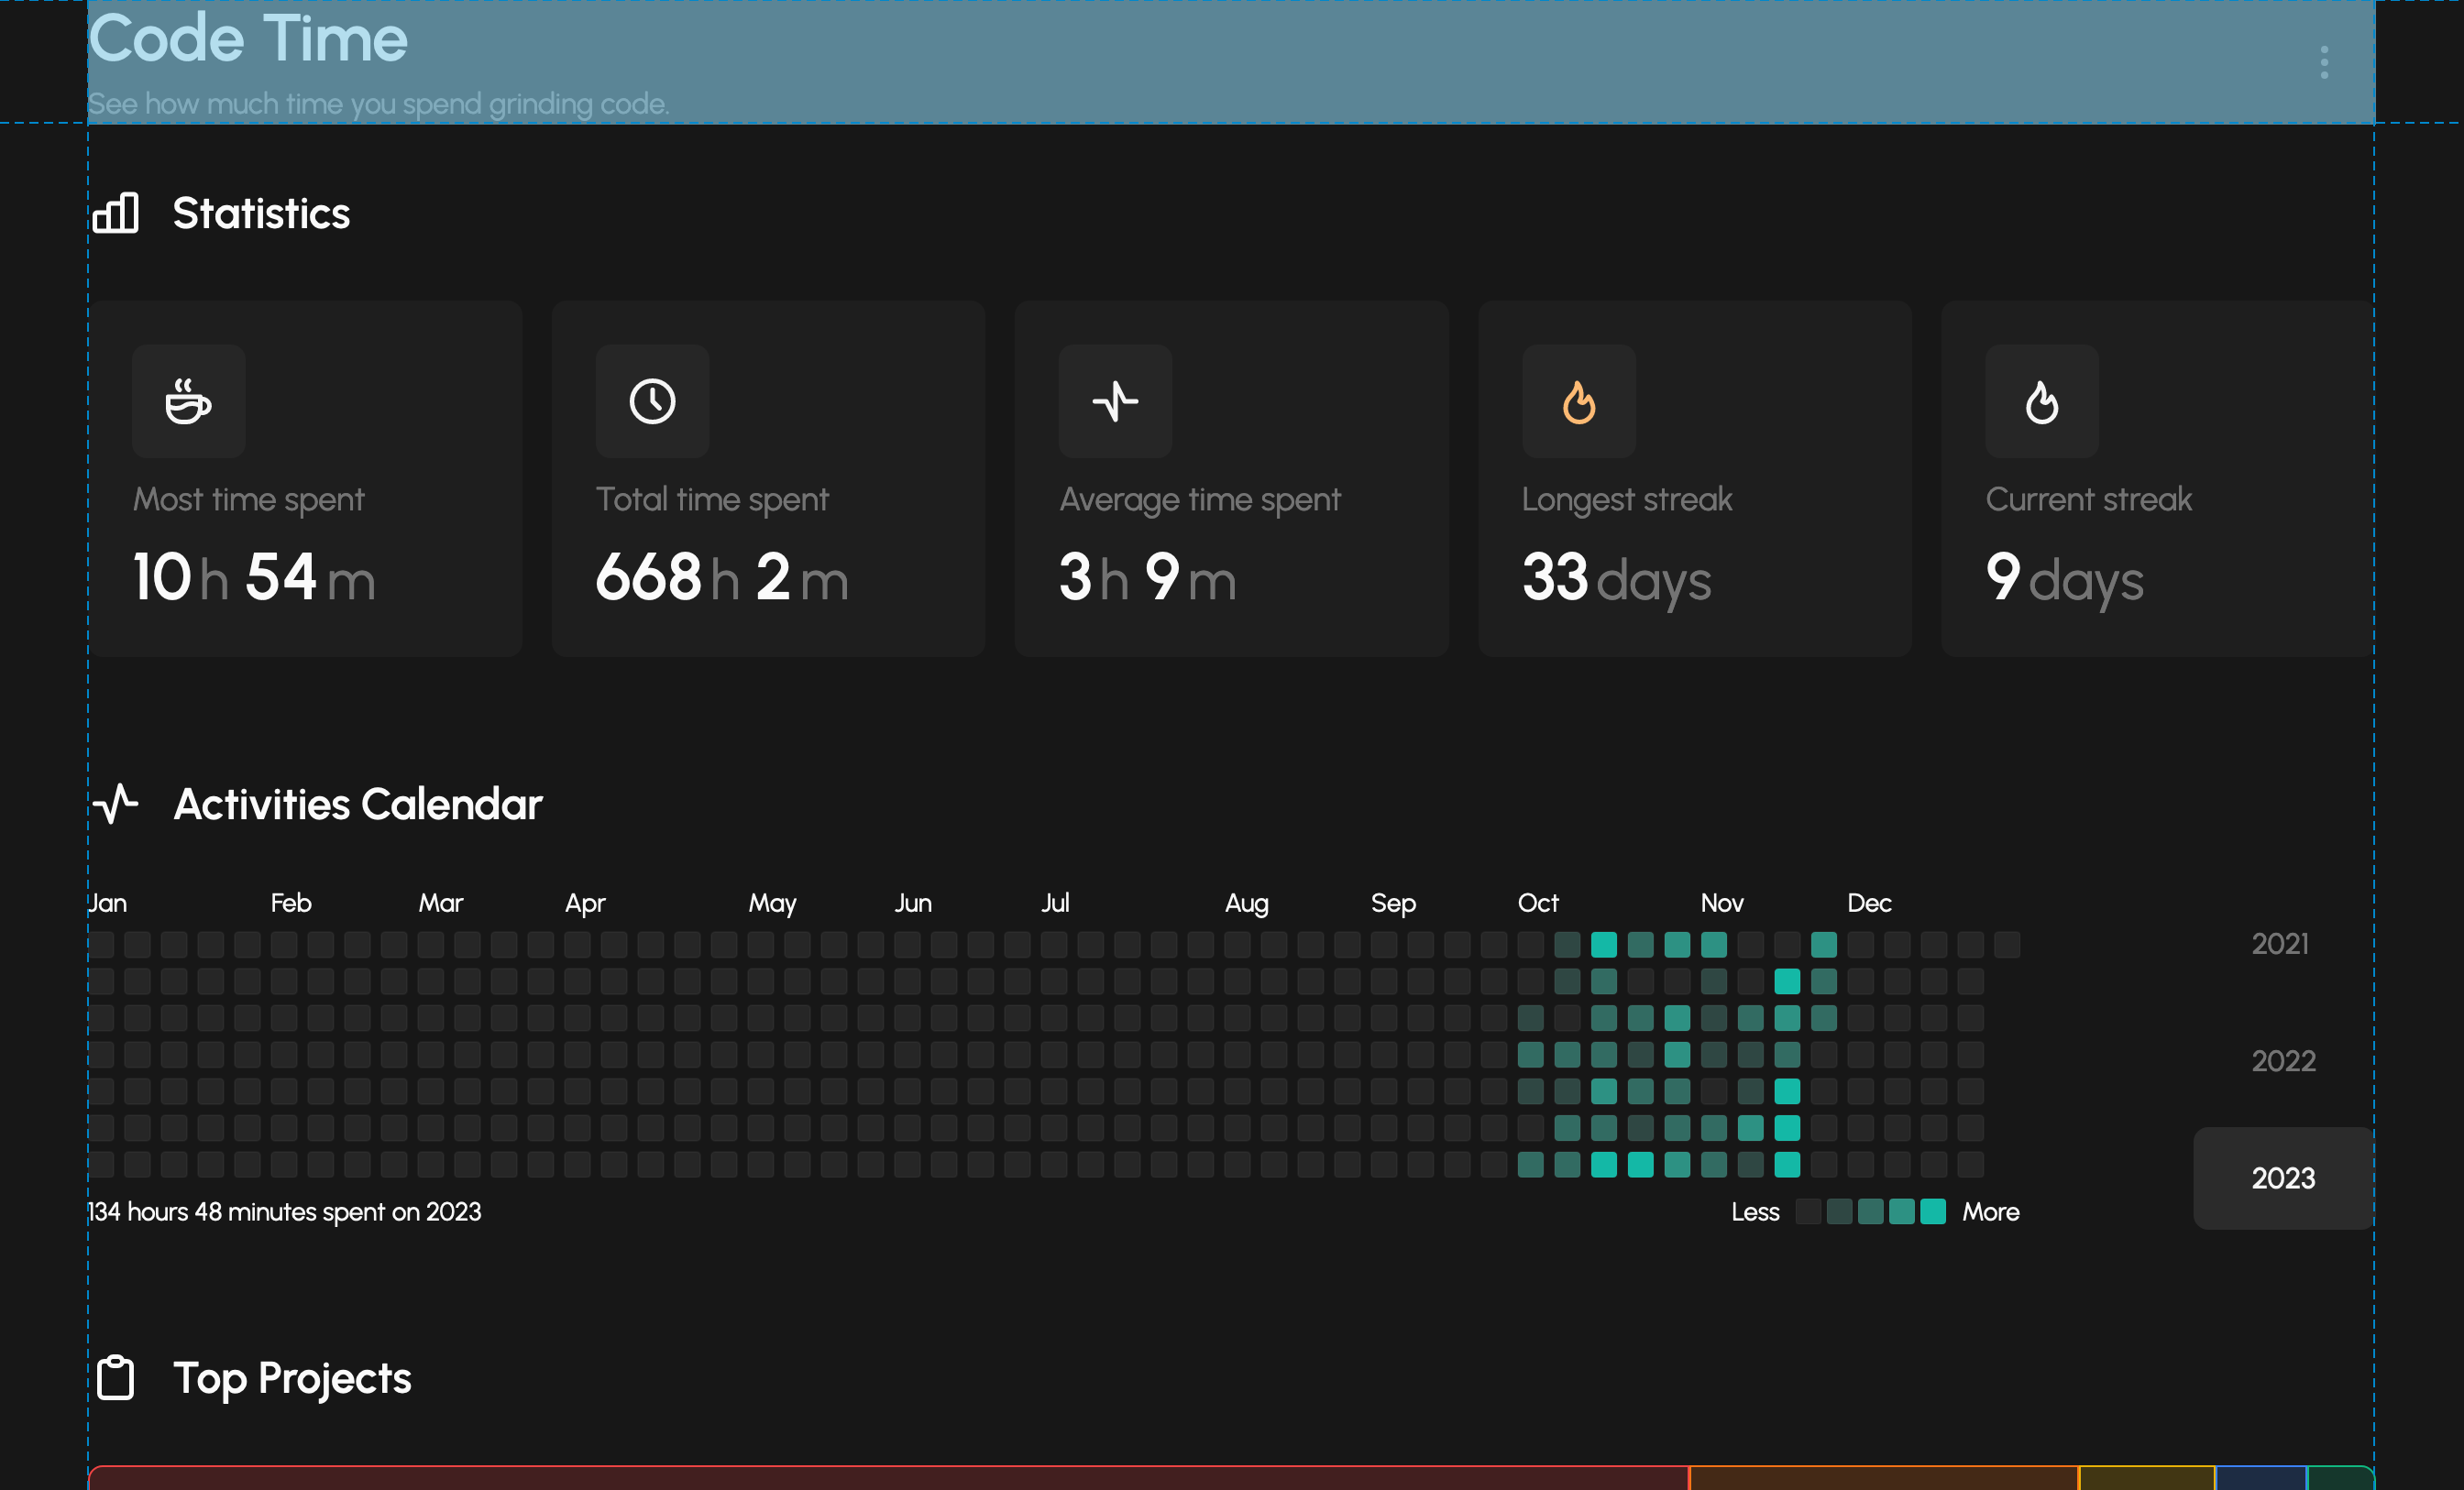 Code Time
See how much time you spend grinding code.
Statistics
Most time spent
10 h 54 m
Total time spent
668 h 2 m
Average time spent
3 h 9 m
Longest streak
33 days
Current streak
9 days
Activities Calendar
Jan Feb Mar Apr May Jun Jul Aug Sep Oct Nov Dec
2021
2022
2023
134 hours 48 minutes spent on 2023
Less More
Top Projects